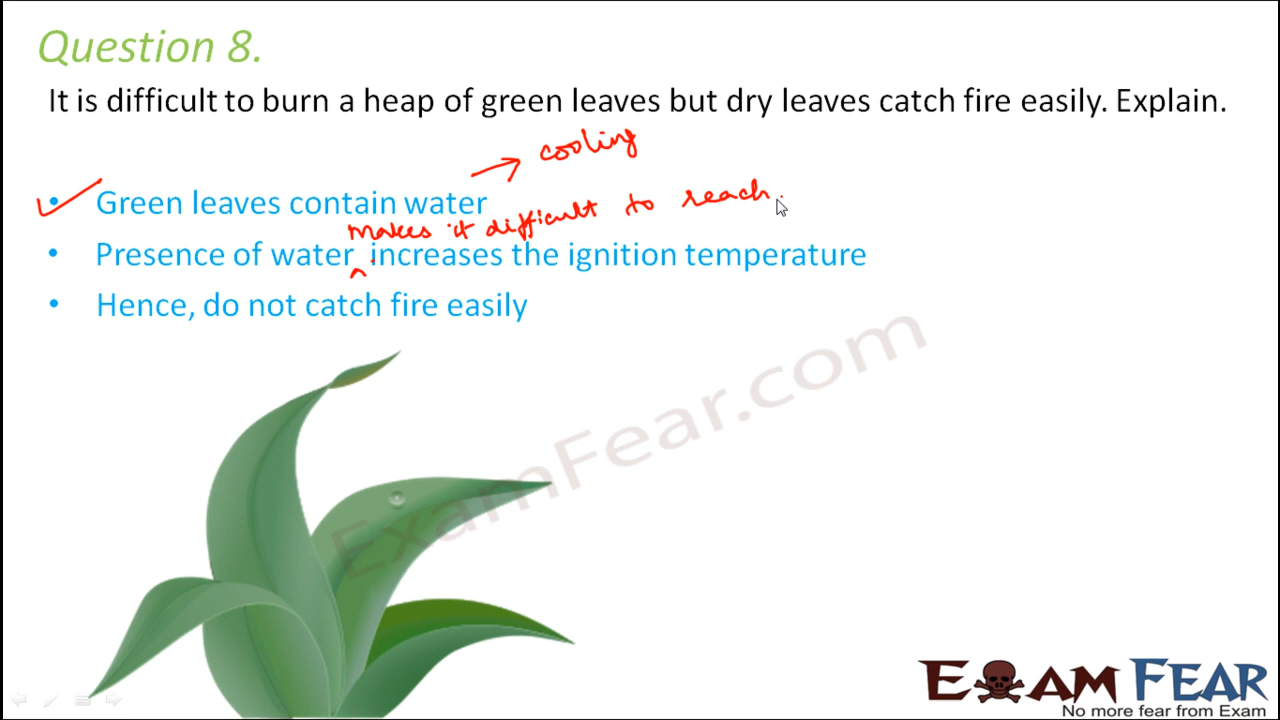 Question 8.
It is difficult to burn a heap of green leaves but dry leaves catch fire easily. Explain.
→ cooling
• Green leaves contain water
makes it difficult to reach
• Presence of water ^ increases the ignition temperature
• Hence, do not catch fire easily
ExamFear.com
EXAM FEAR
No more fear from Exam